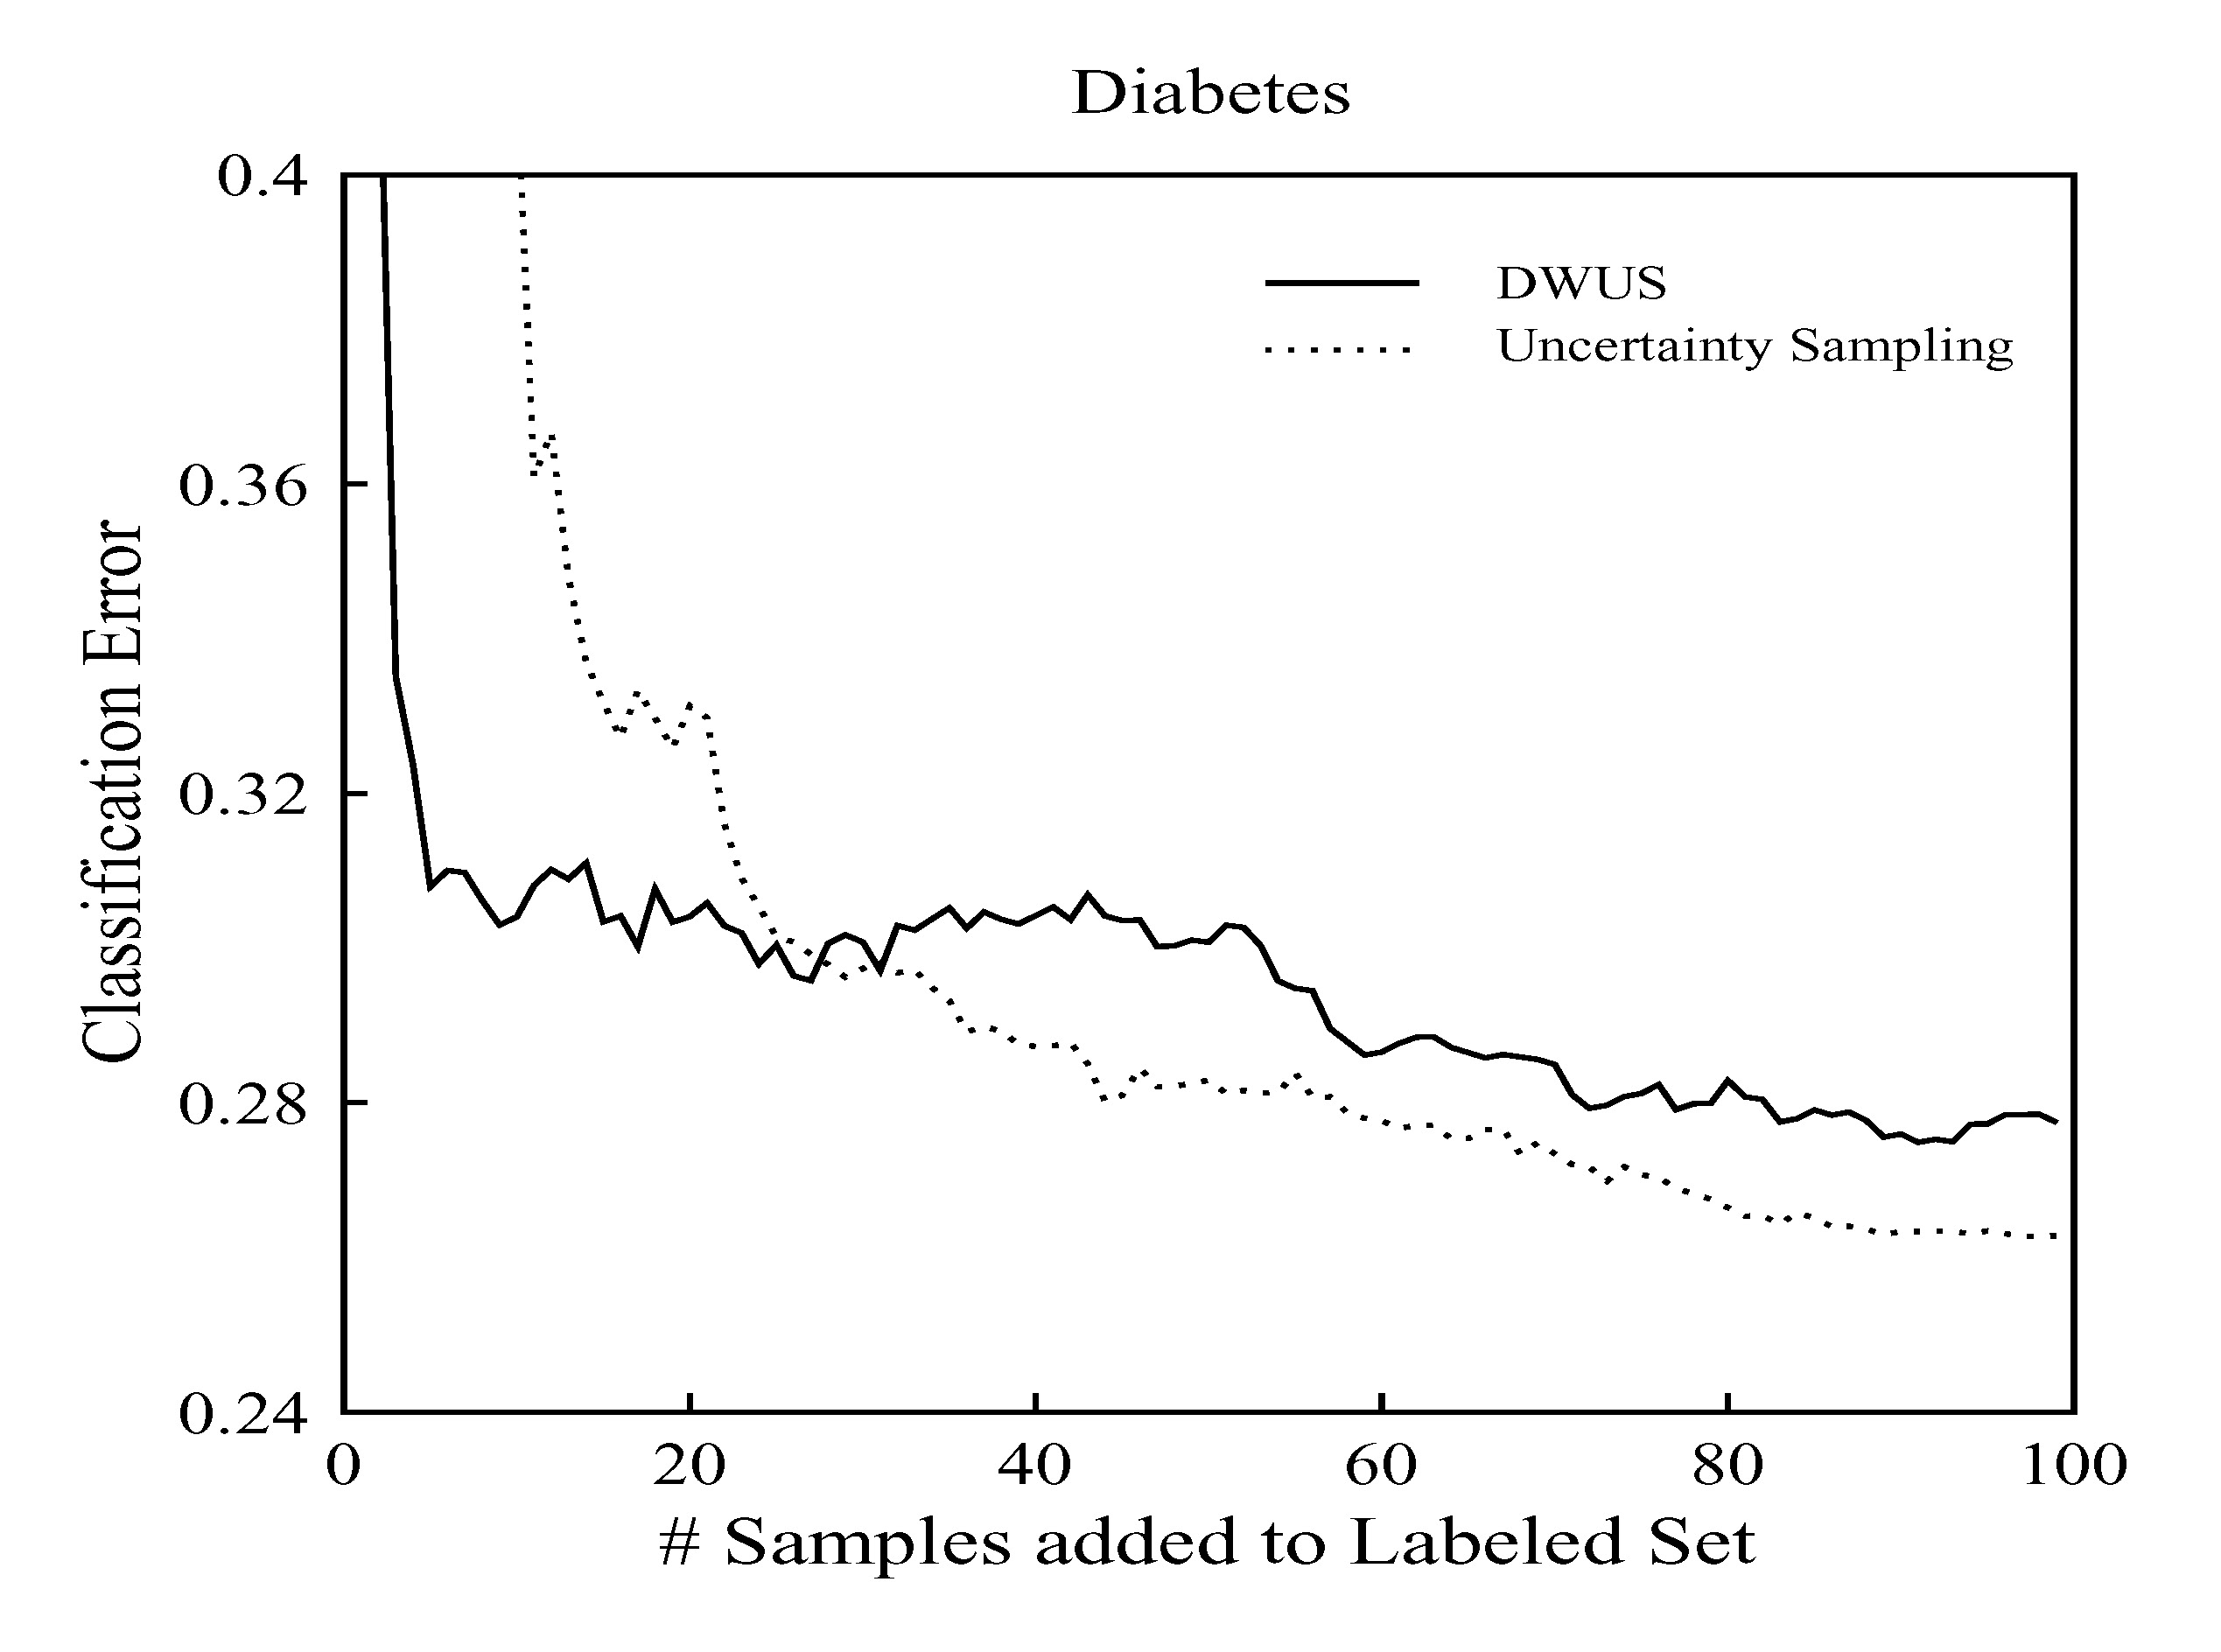 Diabetes
0.4
0.36
0.32
0.28
0.24
Classification Error
DWUS
Uncertainty Sampling
0 20 40 60 80 100
# Samples added to Labeled Set